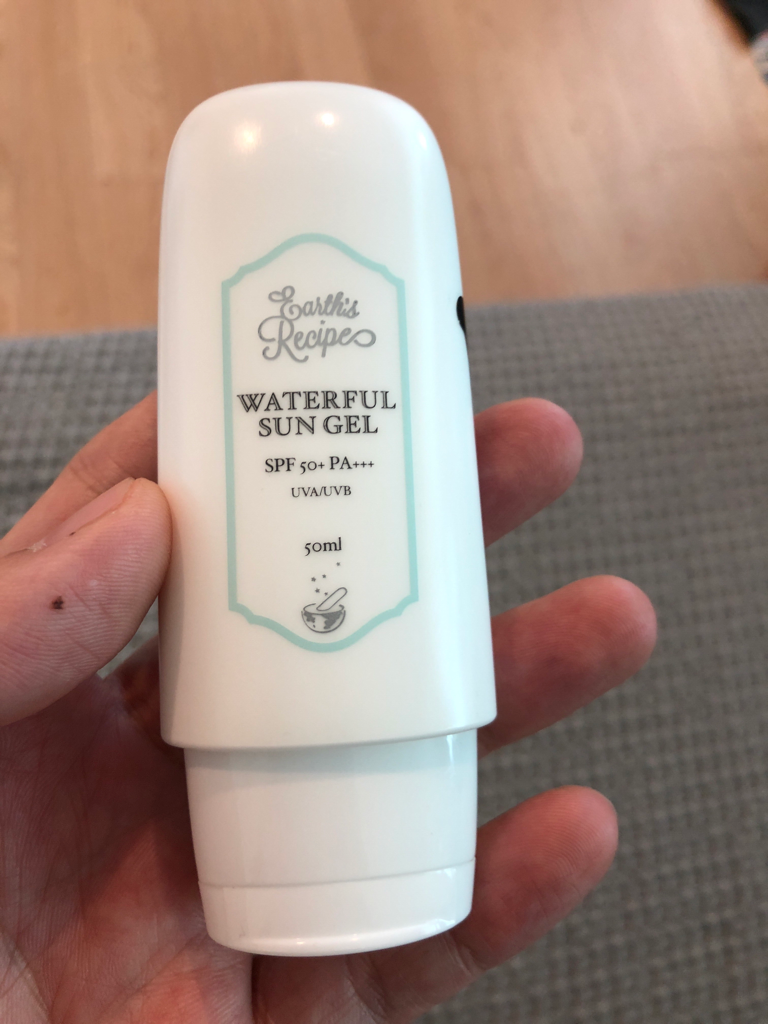 Earth's
Recipe
WATERFUL
SUN GEL
SPF 50+ PA+++
UVA/UVB
50ml